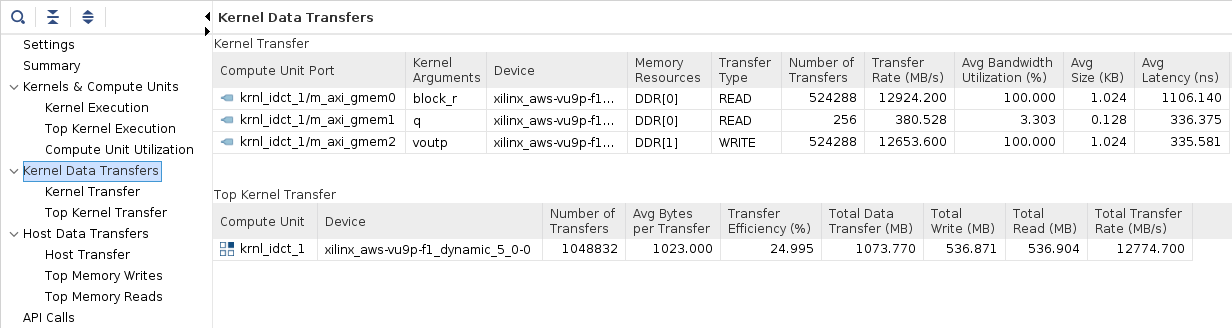 Kernel Data Transfers
Settings
Summary
Kernels & Compute Units
Kernel Execution
Top Kernel Execution
Compute Unit Utilization
Kernel Data Transfers
Kernel Transfer
Top Kernel Transfer
Host Data Transfers
Host Transfer
Top Memory Writes
Top Memory Reads
API Calls
Kernel Transfer
Compute Unit Port Kernel Arguments Device Memory Resources Transfer Type Number of Transfers Transfer Rate (MB/s) Avg Bandwidth Utilization (%) Avg Size (KB) Avg Latency (ns)
krnl_idct_1/m_axi_gmem0 block_r xilinx_aws-vu9p-f1... DDR[0] READ 524288 12924.200 100.000 1.024 1106.140
krnl_idct_1/m_axi_gmem1 q xilinx_aws-vu9p-f1... DDR[0] READ 256 380.528 3.303 0.128 336.375
krnl_idct_1/m_axi_gmem2 voutp xilinx_aws-vu9p-f1... DDR[1] WRITE 524288 12653.600 100.000 1.024 335.581
Top Kernel Transfer
Compute Unit Device Number of Transfers Avg Bytes per Transfer Transfer Efficiency (%) Total Data Transfer (MB) Total Write (MB) Total Read (MB) Total Transfer Rate (MB/s)
krnl_idct_1 xilinx_aws-vu9p-f1_dynamic_5_0-0 1048832 1023.000 24.995 1073.770 536.871 536.904 12774.700